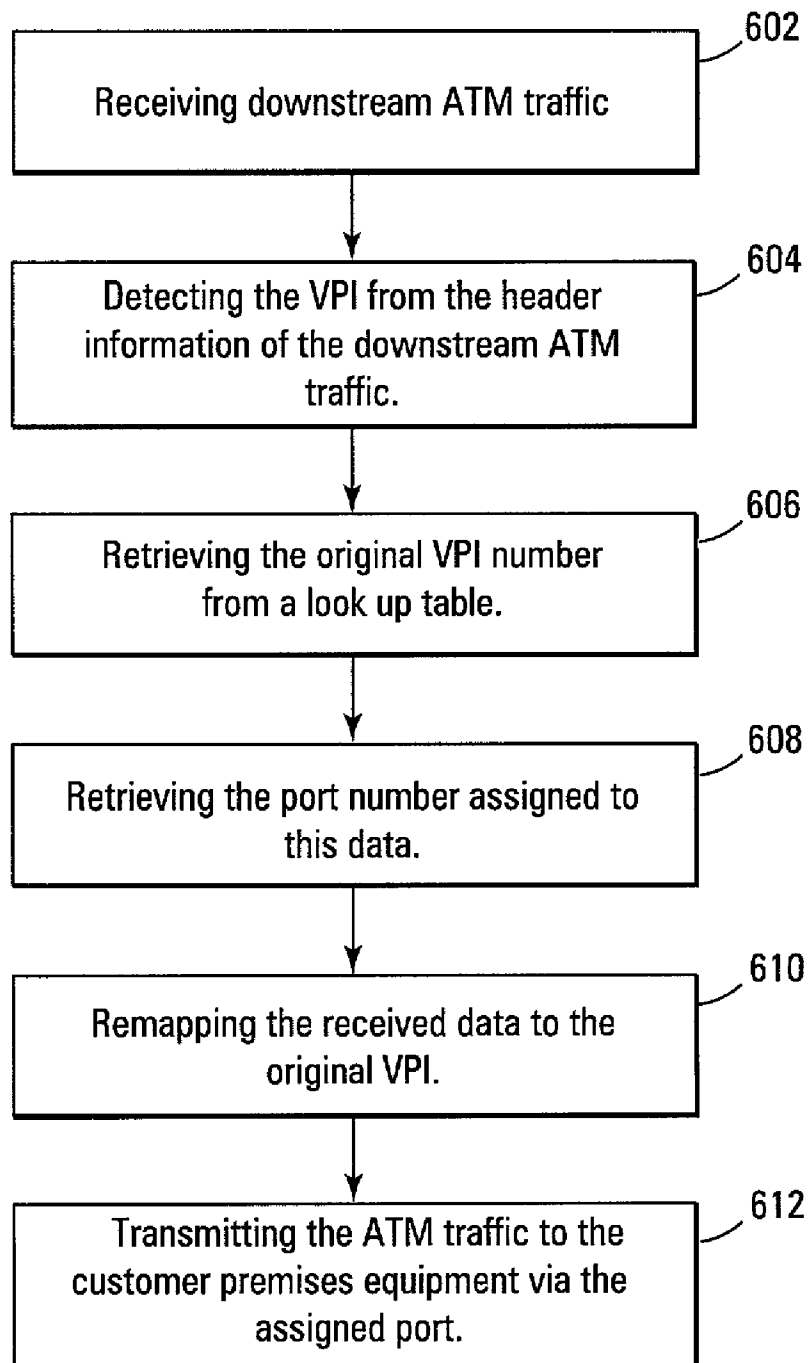 602
Receiving downstream ATM traffic
604
Detecting the VPI from the header
information of the downstream ATM
traffic.
606
Retrieving the original VPI number
from a look up table.
608
Retrieving the port number assigned to
this data.
610
Remapping the received data to the
original VPI.
612
Transmitting the ATM traffic to the
customer premises equipment via the
assigned port.